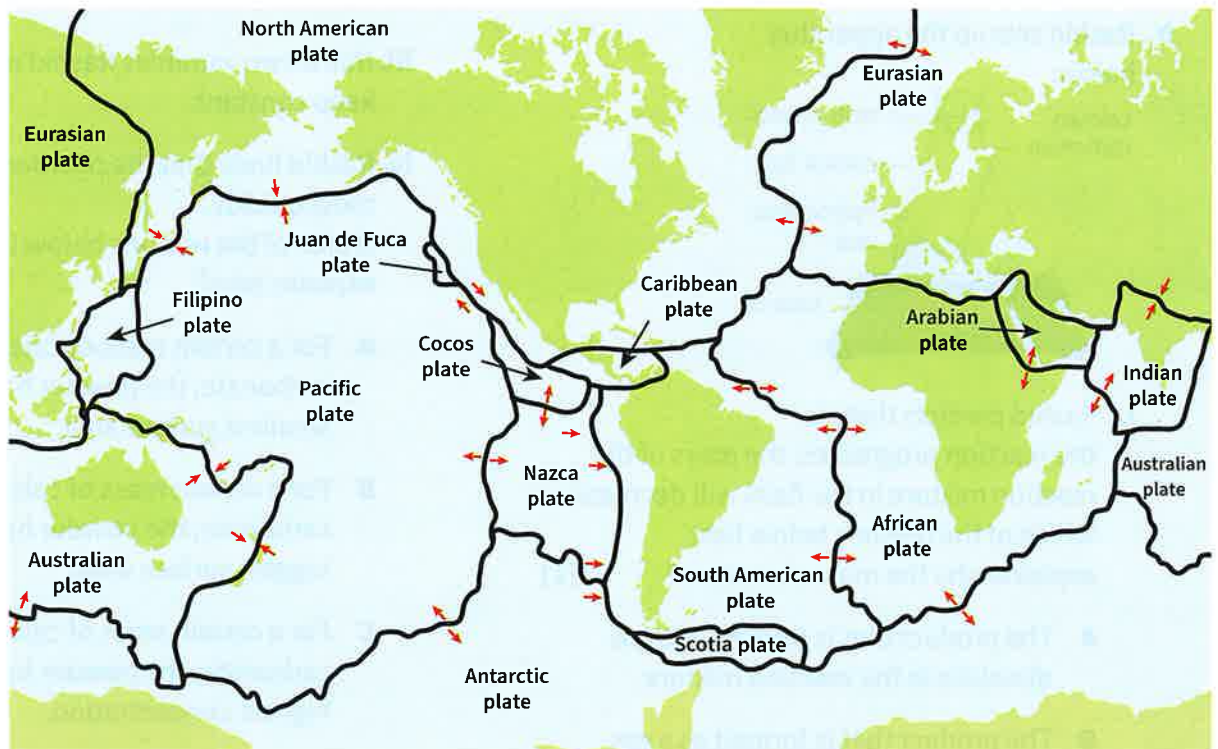 North American
plate
Eurasian
plate
Eurasian
plate
Juan de Fuca
plate
Filipino
plate
Caribbean
plate
Arabian
plate
Cocos
plate
Pacific
plate
Indian
plate
Nazca
plate
Australian
plate
African
plate
Australian
plate
South American
plate
Scotia plate
Antarctic
plate